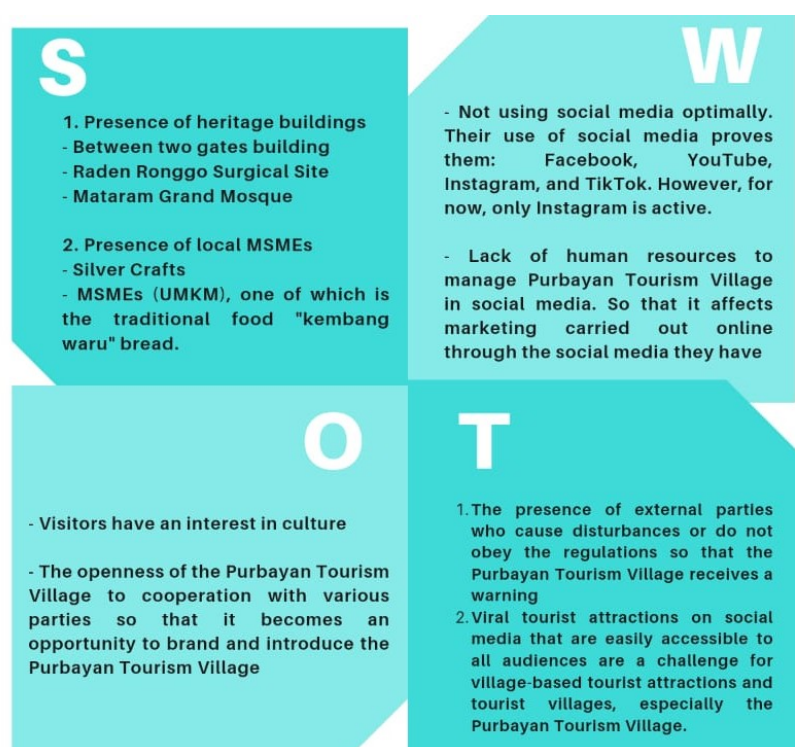 S
1. Presence of heritage buildings
- Between two gates building
- Raden Ronggo Surgical Site
- Mataram Grand Mosque
2. Presence of local MSMEs
- Silver Crafts
- MSMEs (UMKM), one of which is
the traditional food "kembang
waru" bread.
W
- Not using social media optimally.
Their use of social media proves
them: Facebook, YouTube,
Instagram, and TikTok. However, for
now, only Instagram is active.
- Lack of human resources to
manage Purbayan Tourism Village
in social media. So that it affects
marketing carried out online
through the social media they have
O
- Visitors have an interest in culture
- The openness of the Purbayan Tourism
Village to cooperation with various
parties so that it becomes an
opportunity to brand and introduce the
Purbayan Tourism Village
T
1. The presence of external parties
who cause disturbances or do not
obey the regulations so that the
Purbayan Tourism Village receives a
warning
2. Viral tourist attractions on social
media that are easily accessible to
all audiences are a challenge for
village-based tourist attractions and
tourist villages, especially the
Purbayan Tourism Village.